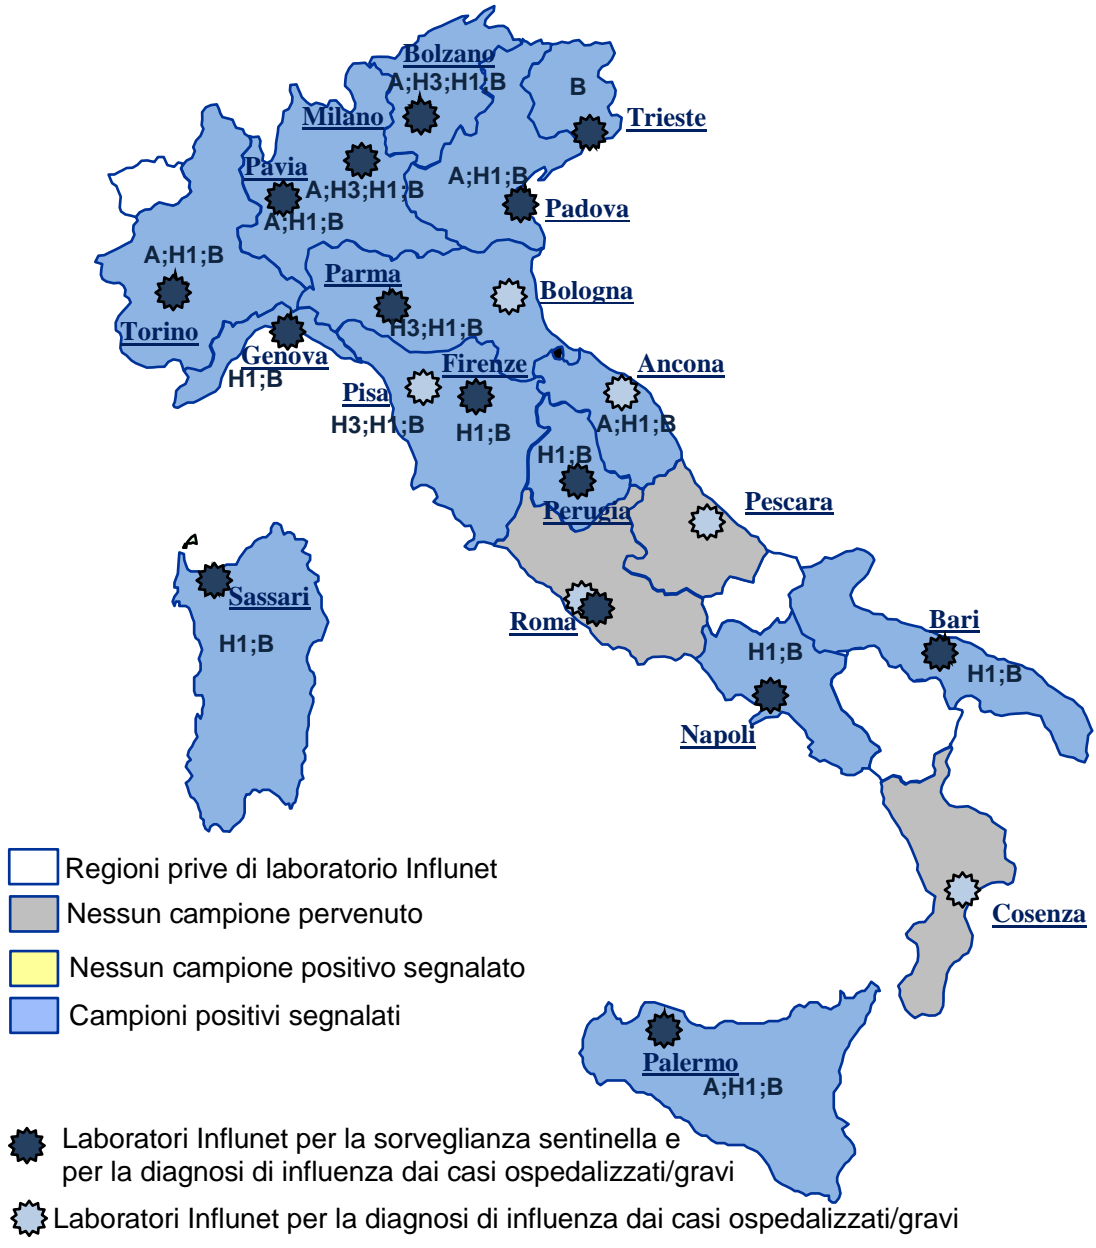 Bolzano
A;H3;H1;B
B
Milano
Trieste
Pavia
A;H3;H1;B
A;H1;B
A;H1;B
Padova
A;H1;B
Parma
Bologna
Torino
H3;H1;B
Genova
H1;B
Firenze
Ancona
Pisa
H3;H1;B
A;H1;B
H1;B
H1;B
Perugia
Pescara
A
Sassari
H1;B
Roma
Bari
H1;B
H1;B
Napoli
Regioni prive di laboratorio Influnet
Nessun campione pervenuto
Cosenza
Nessun campione positivo segnalato
Campioni positivi segnalati
Palermo
A;H1;B
Laboratori Influnet per la sorveglianza sentinella e
per la diagnosi di influenza dai casi ospedalizzati/gravi
Laboratori Influnet per la diagnosi di influenza dai casi ospedalizzati/gravi